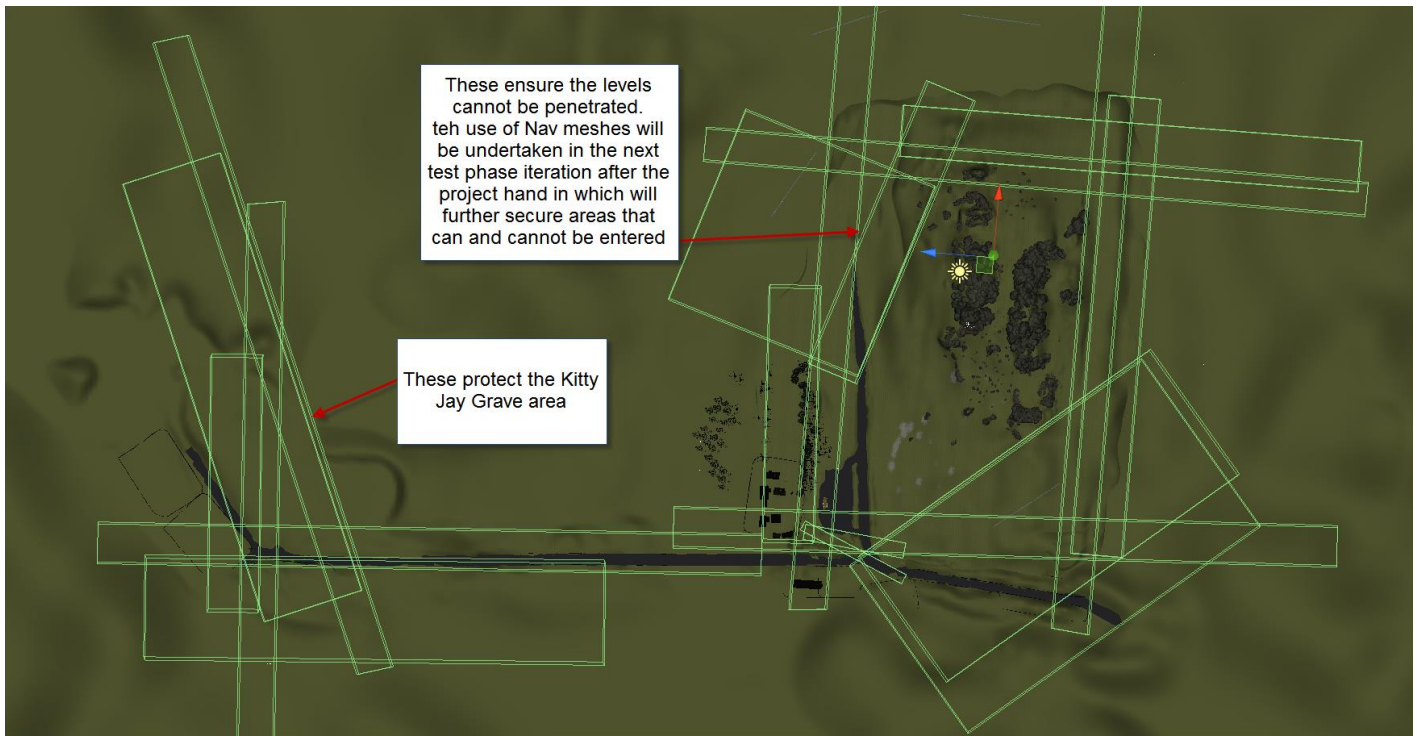 These ensure the levels
cannot be penetrated.
teh use of Nav meshes will
be undertaken in the next
test phase iteration after the
project hand in which will
further secure areas that
can and cannot be entered
These protect the Kitty
Jay Grave area